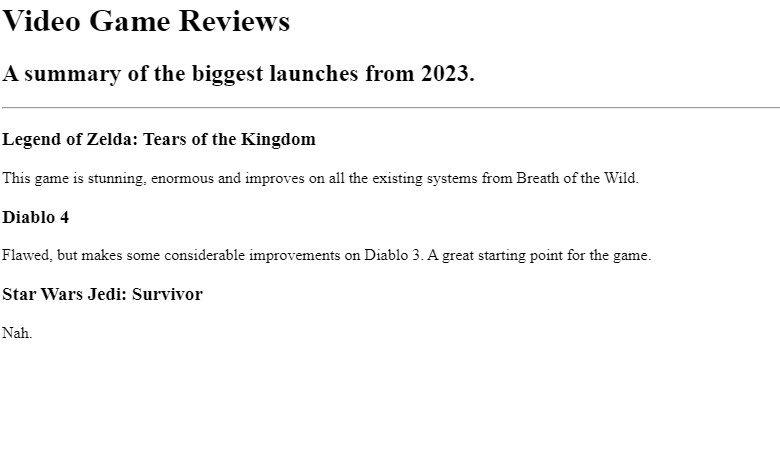 Video Game Reviews
A summary of the biggest launches from 2023.
Legend of Zelda: Tears of the Kingdom
This game is stunning, enormous and improves on all the existing systems from Breath of the Wild.
Diablo 4
Flawed, but makes some considerable improvements on Diablo 3. A great starting point for the game.
Star Wars Jedi: Survivor
Nah.